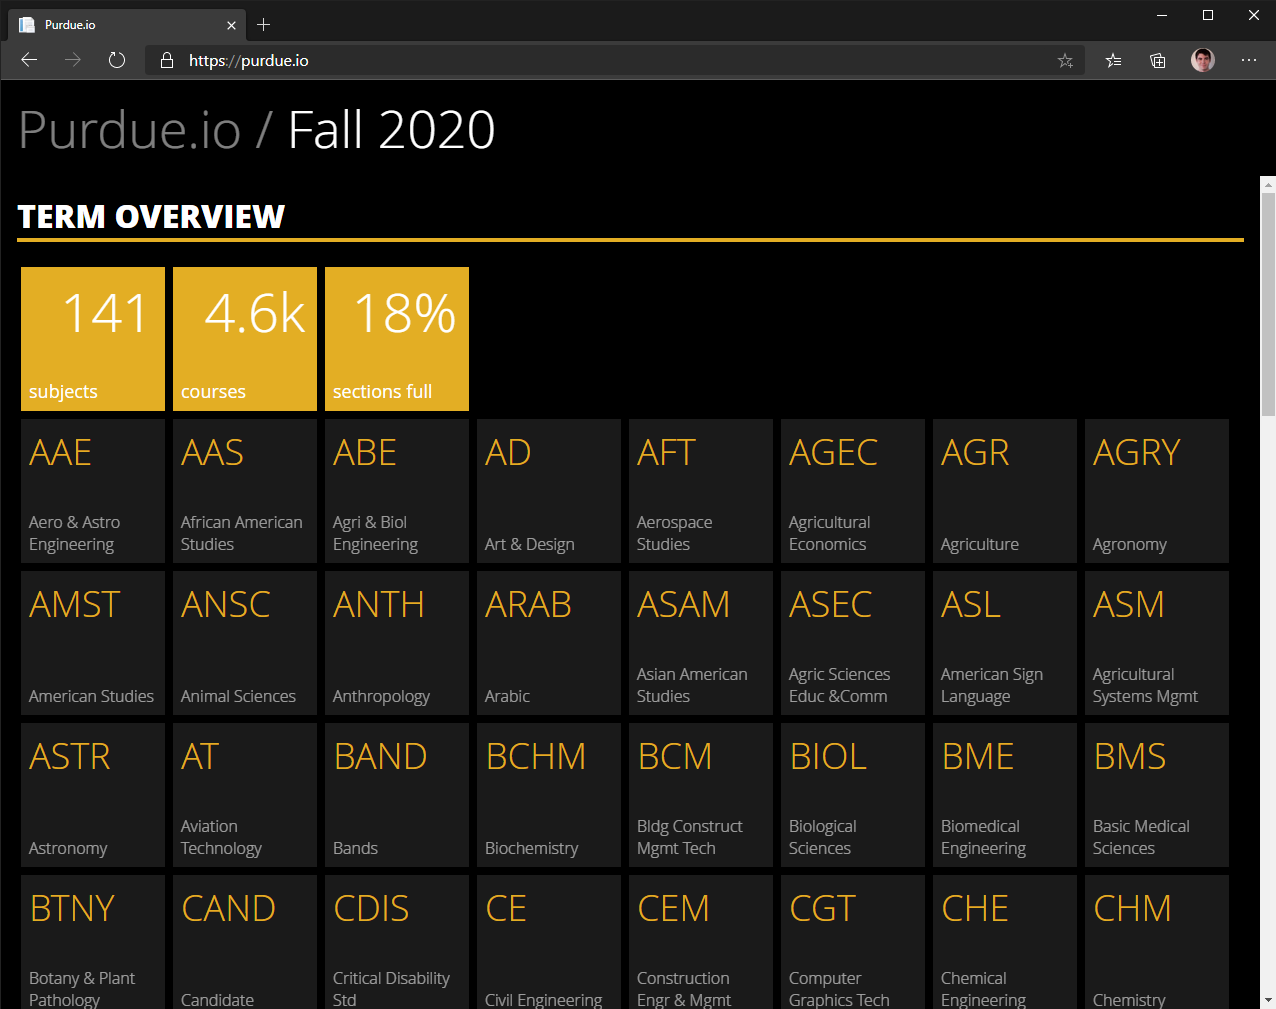 Purdue.io
https://purdue.io
Purdue.io / Fall 2020
TERM OVERVIEW
141
subjects
4.6k
courses
18%
sections full
AAE
Aero & Astro
Engineering
AAS
African American
Studies
ABE
Agri & Biol
Engineering
AD
Art & Design
AFT
Aerospace
Studies
AGEC
Agricultural
Economics
AGR
Agriculture
AGRY
Agronomy
AMST
American Studies
ANSC
Animal Sciences
ANTH
Anthropology
ARAB
Arabic
ASAM
Asian American
Studies
ASEC
Agric Sciences
Educ &Comm
ASL
American Sign
Language
ASM
Agricultural
Systems Mgmt
ASTR
Astronomy
AT
Aviation
Technology
BAND
Bands
BCHM
Biochemistry
BCM
Bldg Construct
Mgmt Tech
BIOL
Biological
Sciences
BME
Biomedical
Engineering
BMS
Basic Medical
Sciences
BTNY
Botany & Plant
Pathology
CAND
Candidate
CDIS
Critical Disability
Std
CE
Civil Engineering
CEM
Construction
Engr & Mgmt
CGT
Computer
Graphics Tech
CHE
Chemical
Engineering
CHM
Chemistry